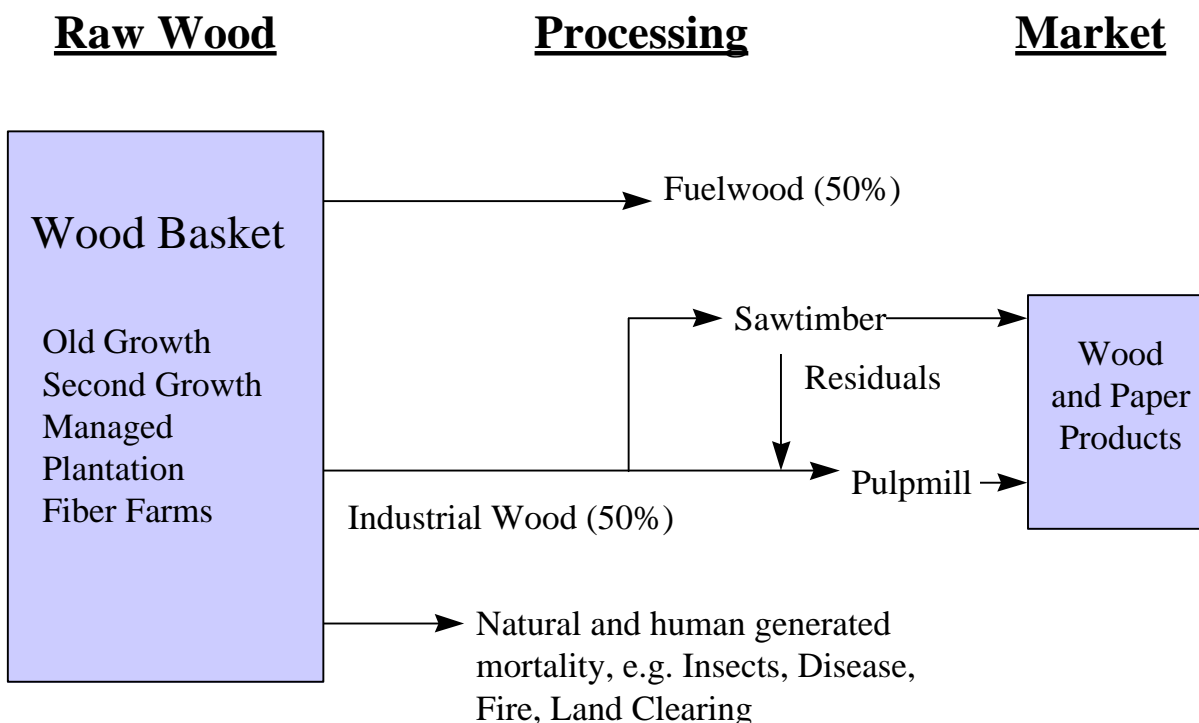 Raw Wood
Processing
Market
Wood Basket
Old Growth
Second Growth
Managed
Plantation
Fiber Farms
Fuelwood (50%)
Sawtimber
Residuals
Pulpmill
Industrial Wood (50%)
Natural and human generated
mortality, e.g. Insects, Disease,
Fire, Land Clearing
Wood
and Paper
Products